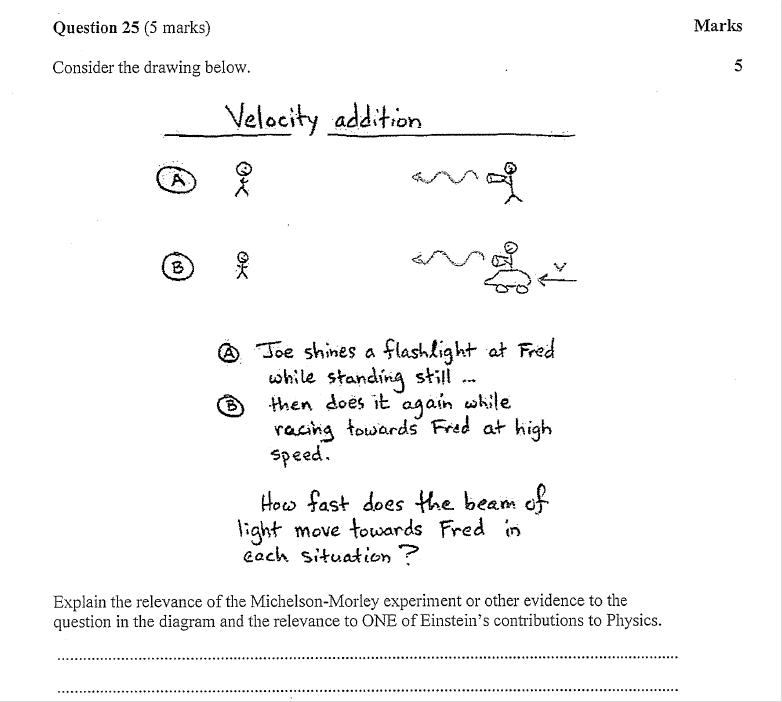 Question 25 (5 marks)
Marks
Consider the drawing below.
5
Velocity addition
A
B
V
A Joe shines a flashlight at Fred
while standing still ...
B then does it again while
racing towards Fred at high
speed.
How fast does the beam of
light move towards Fred in
each situation?
Explain the relevance of the Michelson-Morley experiment or other evidence to the
question in the diagram and the relevance to ONE of Einstein's contributions to Physics.